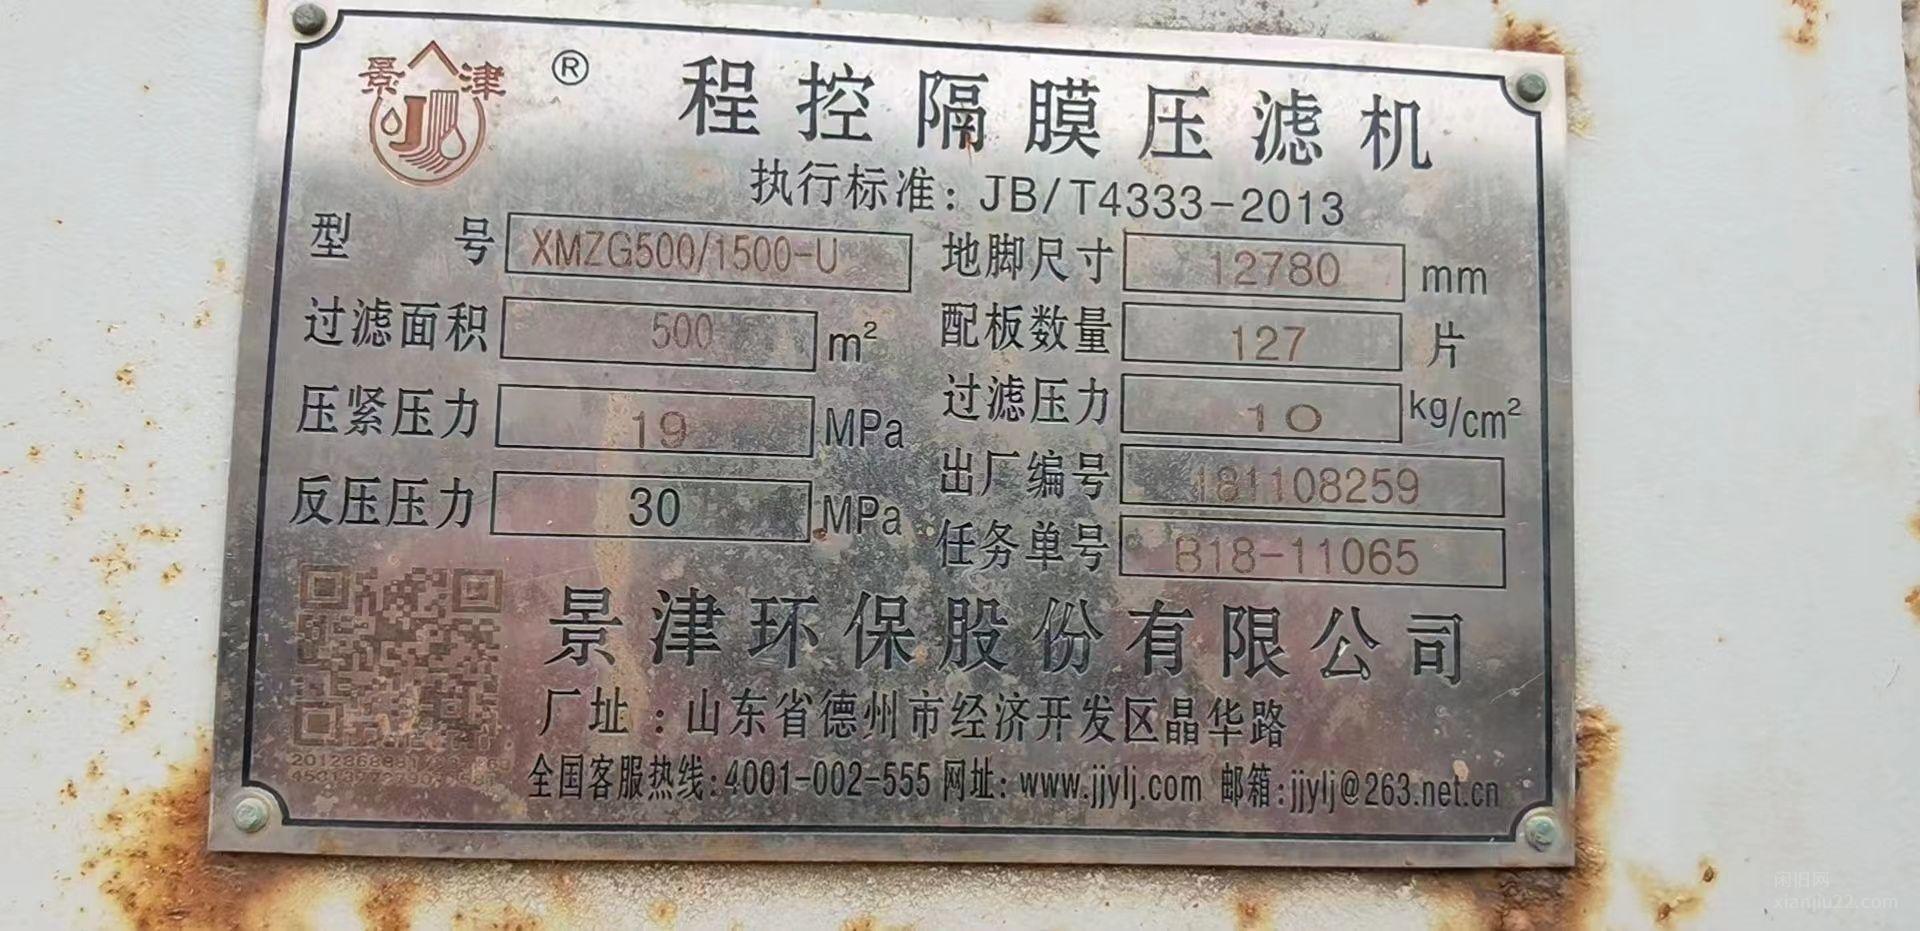 景津 ®
程控隔膜压滤机
执行标准：JB/T4333-2013
型 号 XMZG500/1500-U 地脚尺寸 12780 mm
过滤面积 500 m² 配板数量 127 片
压紧压力 19 MPa 过滤压力 10 kg/cm²
反压压力 30 MPa 出厂编号 181108259
任务单号 B18-11065
景津环保股份有限公司
厂址：山东省德州市经济开发区晶华路
全国客服热线:4001-002-555 网址：www.jjylj.com 邮箱:jjylj@263.net.cn
闲旧网
xianjiu22.com